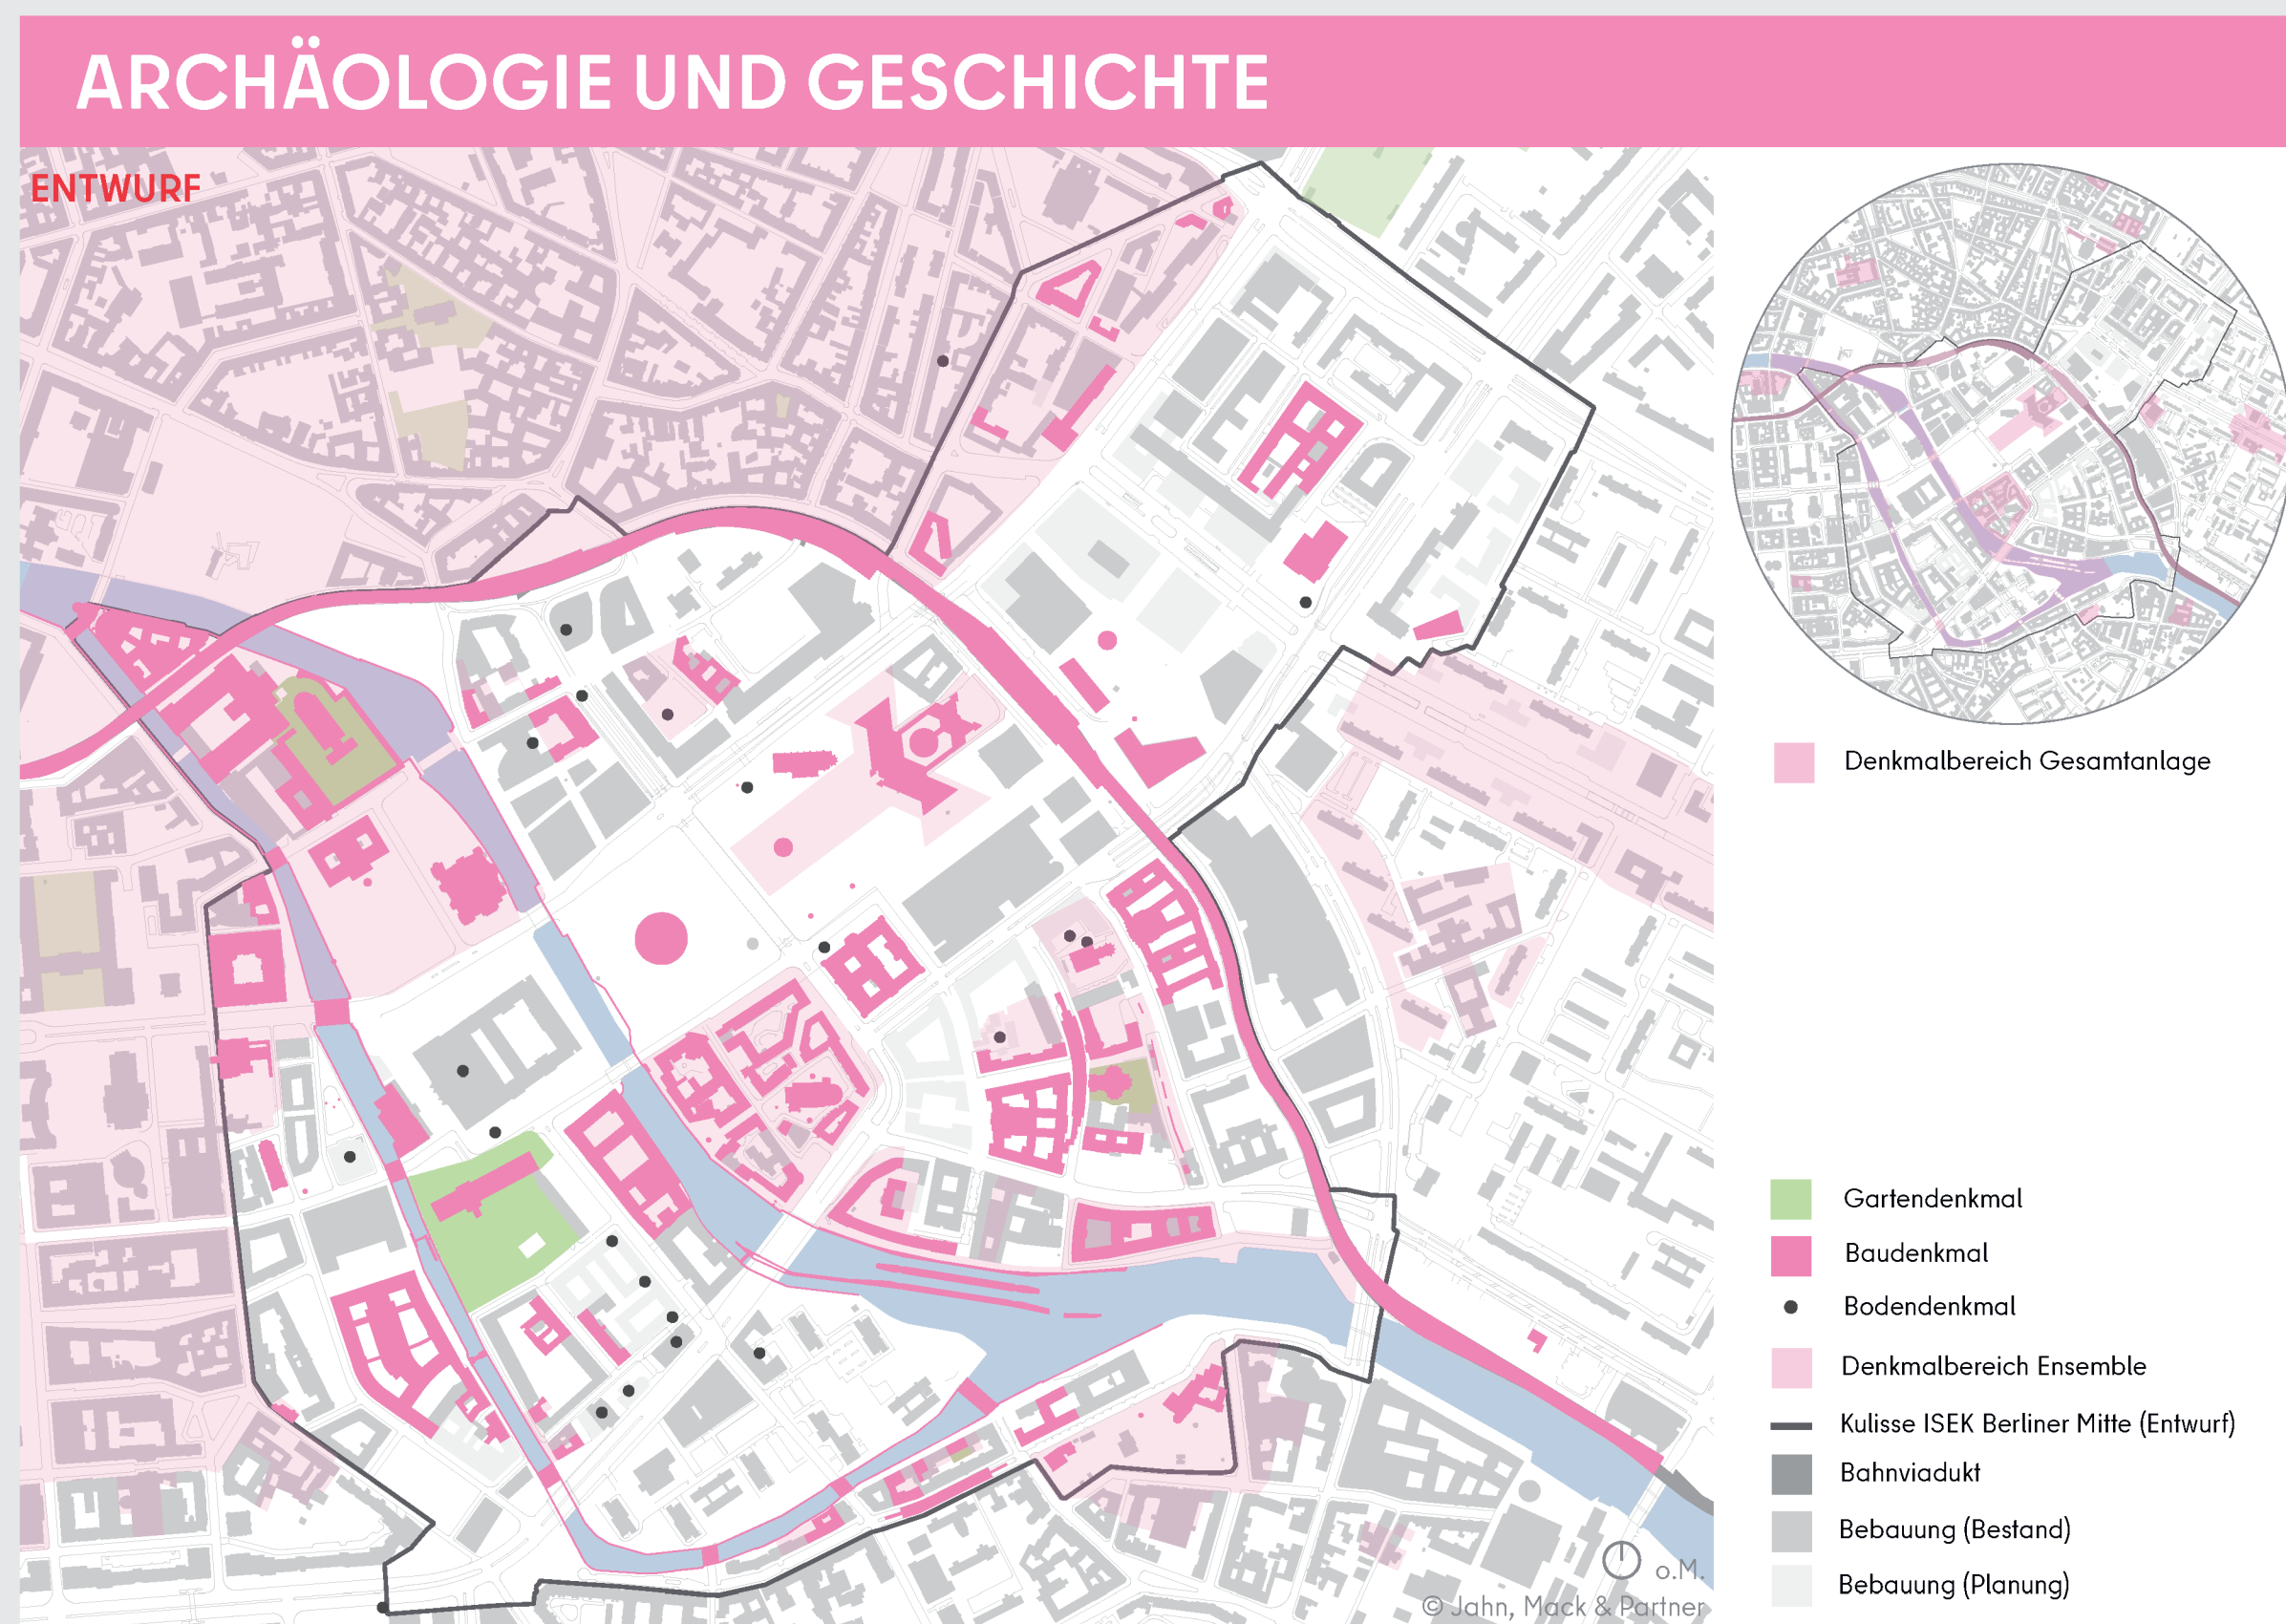 ARCHÄOLOGIE UND GESCHICHTE
ENTWURF
Denkmalbereich Gesamtanlage
Gartendenkmal
Baudenkmal
Bodendenkmal
Denkmalbereich Ensemble
Kulisse ISEK Berliner Mitte (Entwurf)
Bahnviadukt
Bebauung (Bestand)
Bebauung (Planung)
o.M.
© Jahn, Mack & Partner